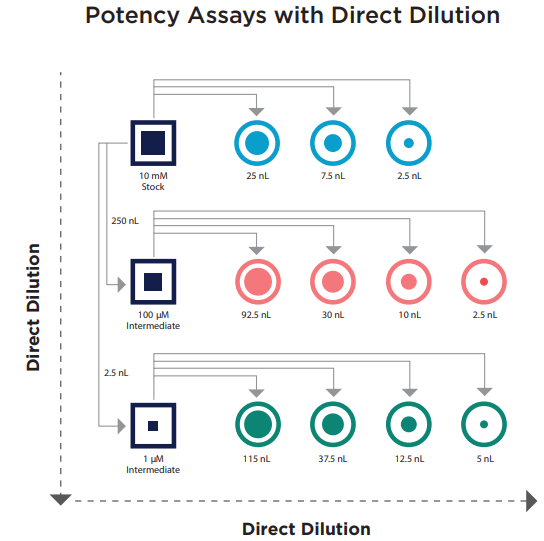 Potency Assays with Direct Dilution
10 mM
Stock
25 nL
7.5 nL
2.5 nL
250 nL
100 µM
Intermediate
92.5 nL
30 nL
10 nL
2.5 nL
2.5 nL
1 µM
Intermediate
115 nL
37.5 nL
12.5 nL
5 nL
Direct Dilution
Direct Dilution